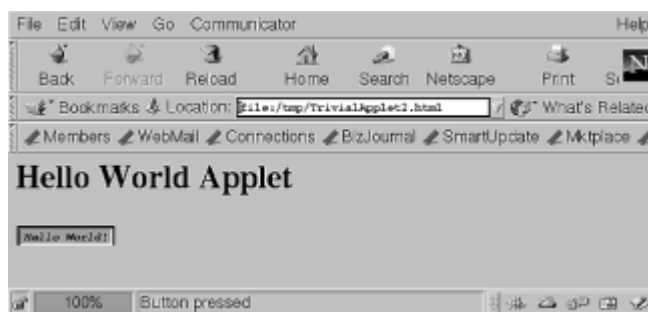 File Edit View Go Communicator Help
Back Forward Reload Home Search Netscape Print
Bookmarks Location: file:/tmp/TrivialApplet2.html What's Related
Members WebMail Connections BizJournal SmartUpdate Mktplace
Hello World Applet
Hello World!
100% Button pressed